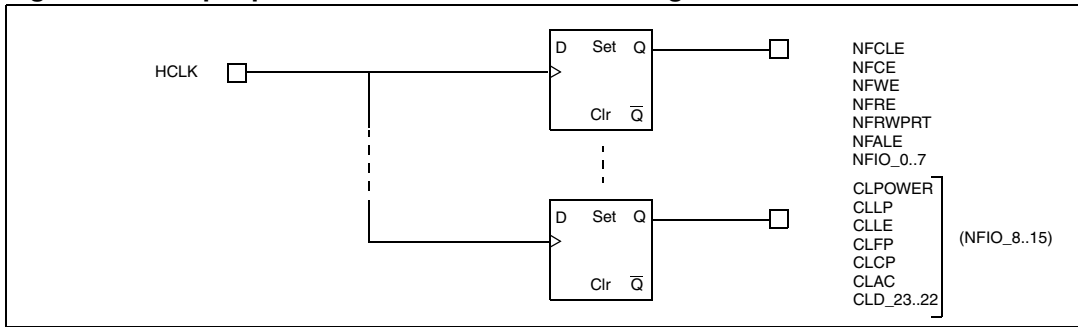 HCLK
D Set Q
Clr Q
D Set Q
Clr Q
NFCLE
NFCE
NFWE
NFRE
NFRWPRT
NFALE
NFIO_0..7
CLPOWER
CLLP
CLLE
CLFP
CLCP
CLAC
CLD_23..22
(NFIO_8..15)